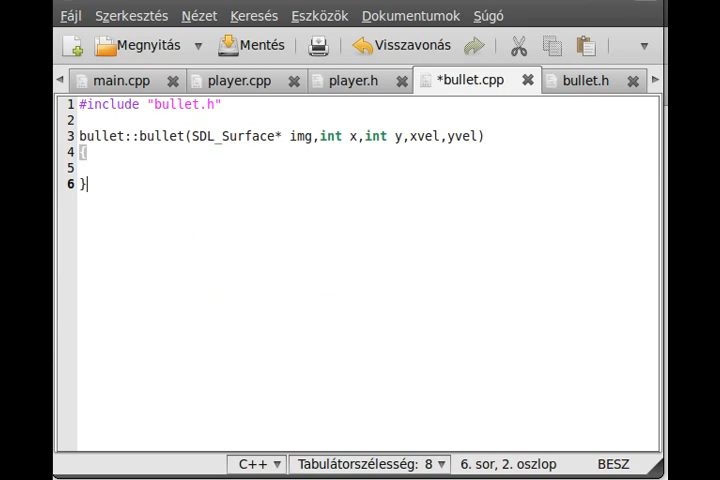 Fájl Szerkesztés Nézet Keresés Eszközök Dokumentumok Súgó
Megnyitás Mentés Visszavonás
main.cpp player.cpp player.h *bullet.cpp bullet.h
1 #include "bullet.h"
2
3 bullet::bullet(SDL_Surface* img,int x,int y,xvel,yvel)
4 {
5
6 }
C++ Tabulátorszélesség: 8 6. sor, 2. oszlop BESZ